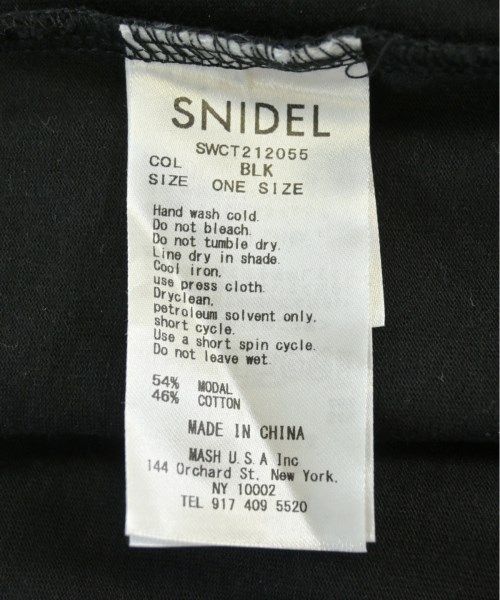 SNIDEL
SWCT212055
COL BLK
SIZE ONE SIZE
Hand wash cold.
Do not bleach.
Do not tumble dry.
Line dry in shade.
Cool iron.
use press cloth.
Dryclean,
petroleum solvent only.
short cycle.
Use a short spin cycle.
Do not leave wet.
54% MODAL
46% COTTON
MADE IN CHINA
MASH U.S.A Inc
144 Orchard St, New York.
NY 10002
TEL 917 409 5520